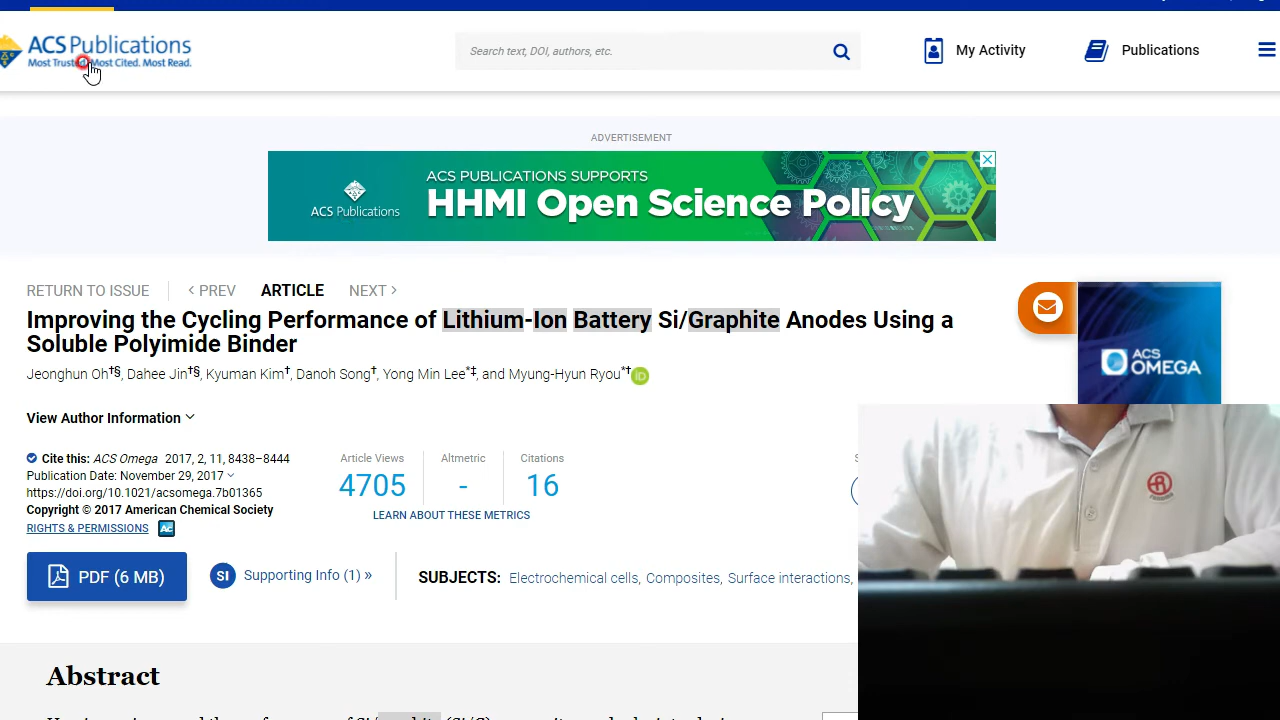 ACS Publications
Most Trusted. Most Cited. Most Read.
Search text, DOI, authors, etc.
My Activity
Publications
ADVERTISEMENT
ACS Publications
ACS PUBLICATIONS SUPPORTS
HHMI Open Science Policy
RETURN TO ISSUE
< PREV
ARTICLE
NEXT >
Improving the Cycling Performance of Lithium-Ion Battery Si/Graphite Anodes Using a
Soluble Polyimide Binder
Jeonghun Oh†§, Dahee Jin†§, Kyuman Kim†, Danoh Song†, Yong Min Lee*‡, and Myung-Hyun Ryou*†
iD
ACS
OMEGA
View Author Information
Cite this: ACS Omega 2017, 2, 11, 8438–8444
Publication Date: November 29, 2017
https://doi.org/10.1021/acsomega.7b01365
Copyright © 2017 American Chemical Society
RIGHTS & PERMISSIONS
Article Views
4705
Altmetric
-
Citations
16
LEARN ABOUT THESE METRICS
PDF (6 MB)
SI
Supporting Info (1) »
SUBJECTS: Electrochemical cells, Composites, Surface interactions,
Abstract